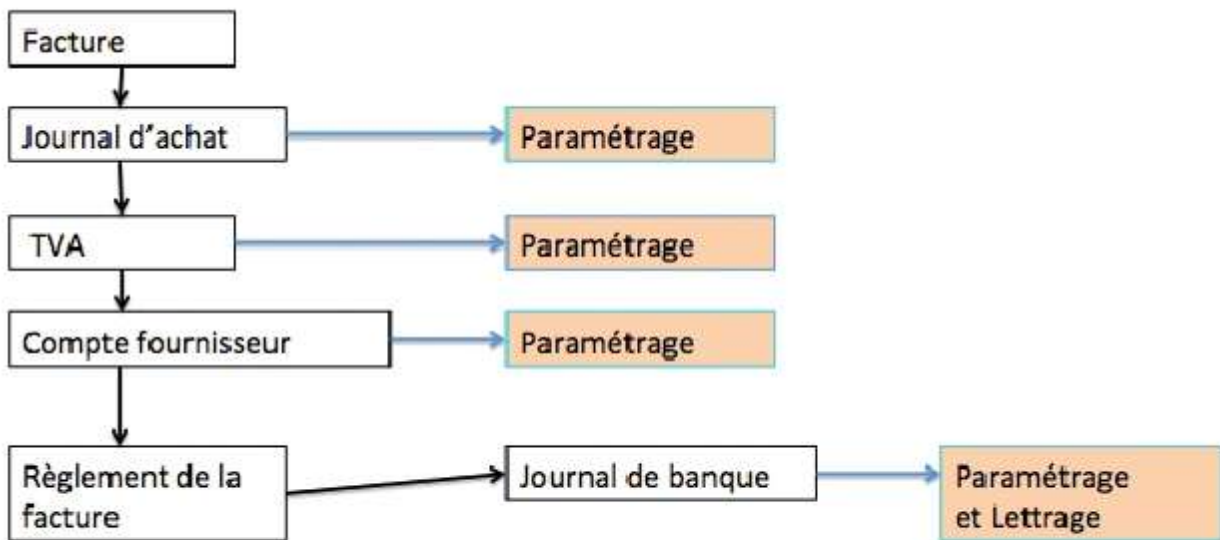 Facture
Journal d'achat
Paramétrage
TVA
Paramétrage
Compte fournisseur
Paramétrage
Règlement de la
facture
Journal de banque
Paramétrage
et Lettrage